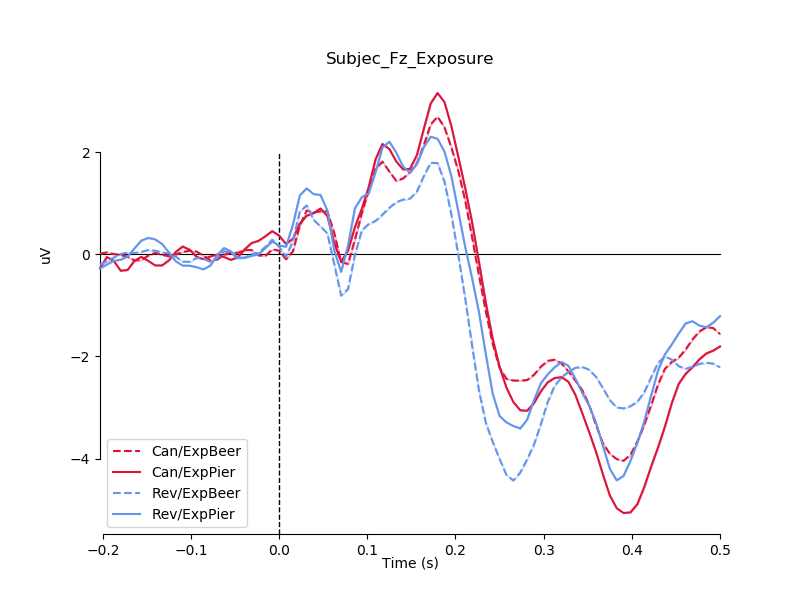 Subjec_Fz_Exposure
uV
2
0
−2
−4
Can/ExpBeer
Can/ExpPier
Rev/ExpBeer
Rev/ExpPier
−0.2 −0.1 0.0 0.1 0.2 0.3 0.4 0.5
Time (s)